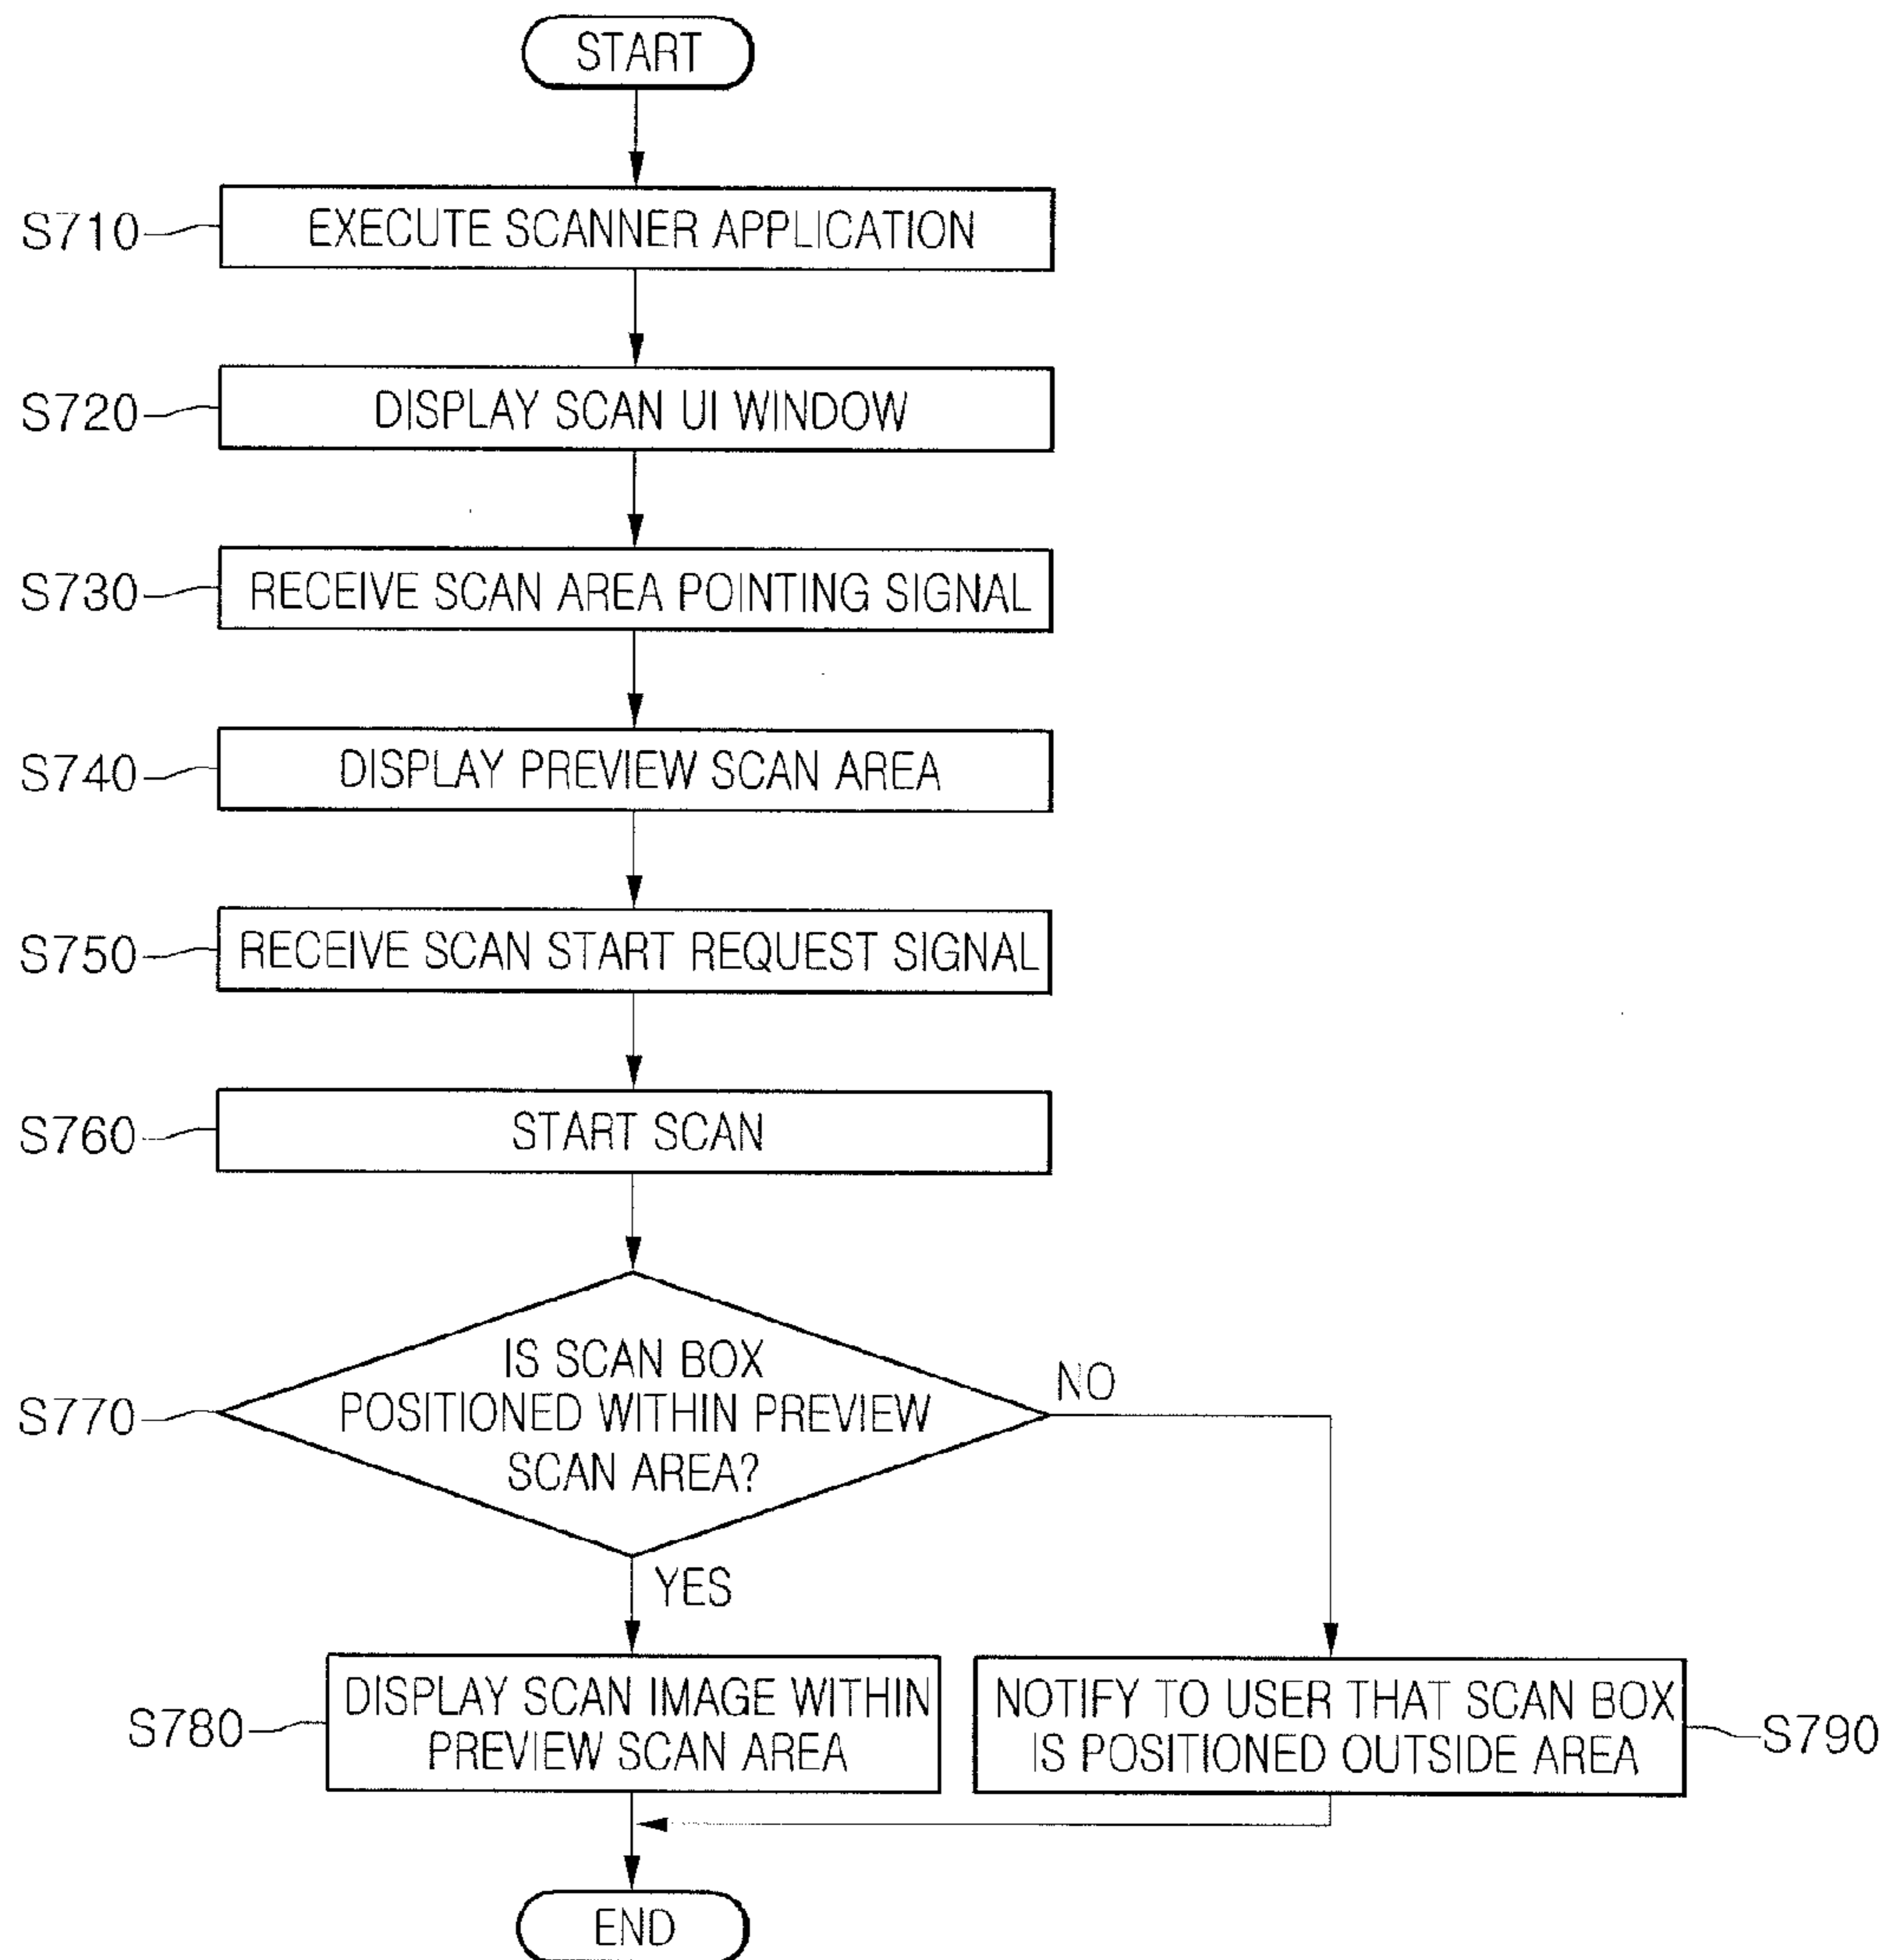 START
S710
EXECUTE SCANNER APPLICATION
S720
DISPLAY SCAN UI WINDOW
S730
RECEIVE SCAN AREA POINTING SIGNAL
S740
DISPLAY PREVIEW SCAN AREA
S750
RECEIVE SCAN START REQUEST SIGNAL
S760
START SCAN
S770
IS SCAN BOX
POSITIONED WITHIN PREVIEW
SCAN AREA?
NO
YES
S780
DISPLAY SCAN IMAGE WITHIN
PREVIEW SCAN AREA
NOTIFY TO USER THAT SCAN BOX
IS POSITIONED OUTSIDE AREA
S790
END